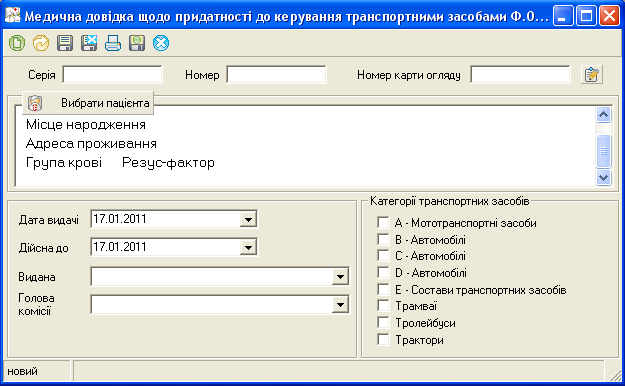 Медична довідка щодо придатності до керування транспортними засобами Ф.О...
Серія Номер Номер карти огляду
Вибрати пацієнта
Місце народження
Адреса проживання
Група крові Резус-фактор
Категорії транспортних засобів
Дата видачі 17.01.2011
Дійсна до 17.01.2011
Видана
Голова
комісії
A - Мототранспортні засоби
B - Автомобілі
C - Автомобілі
D - Автомобілі
E - Состави транспортних засобів
Трамваї
Тролейбуси
Трактори
новий